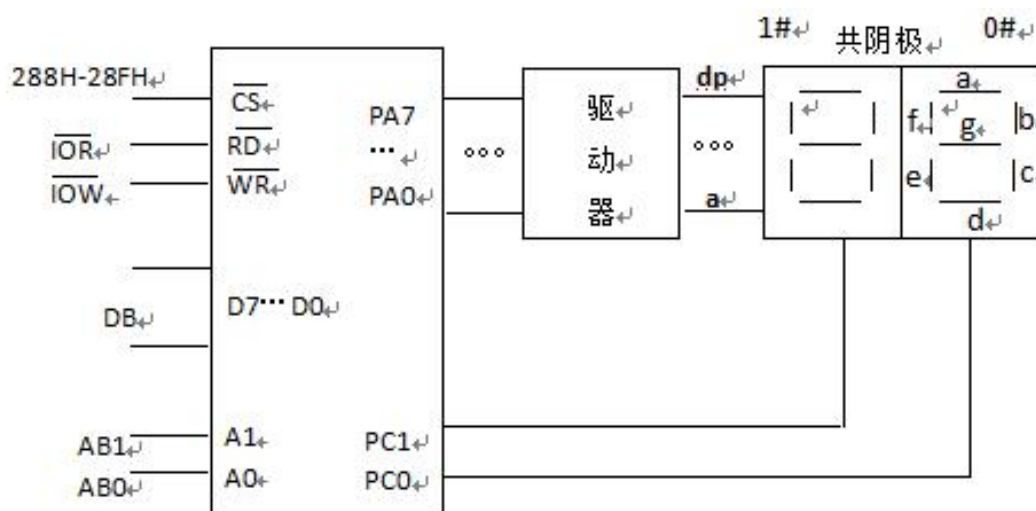 1#↵ 共阴极↵ 0#↵
288H-28FH↵
CS↵
IOR↵
RD↵
IOW↵
WR↵
DB↵
D7···D0↵
AB1↵
A1↵
AB0↵
A0↵
PA7
···↵
PA0↵
PC1↵
PC0↵
驱↵
动↵
器↵
dp↵
a↵
a↵
f↵
b
g↵
e↵
c
d↵